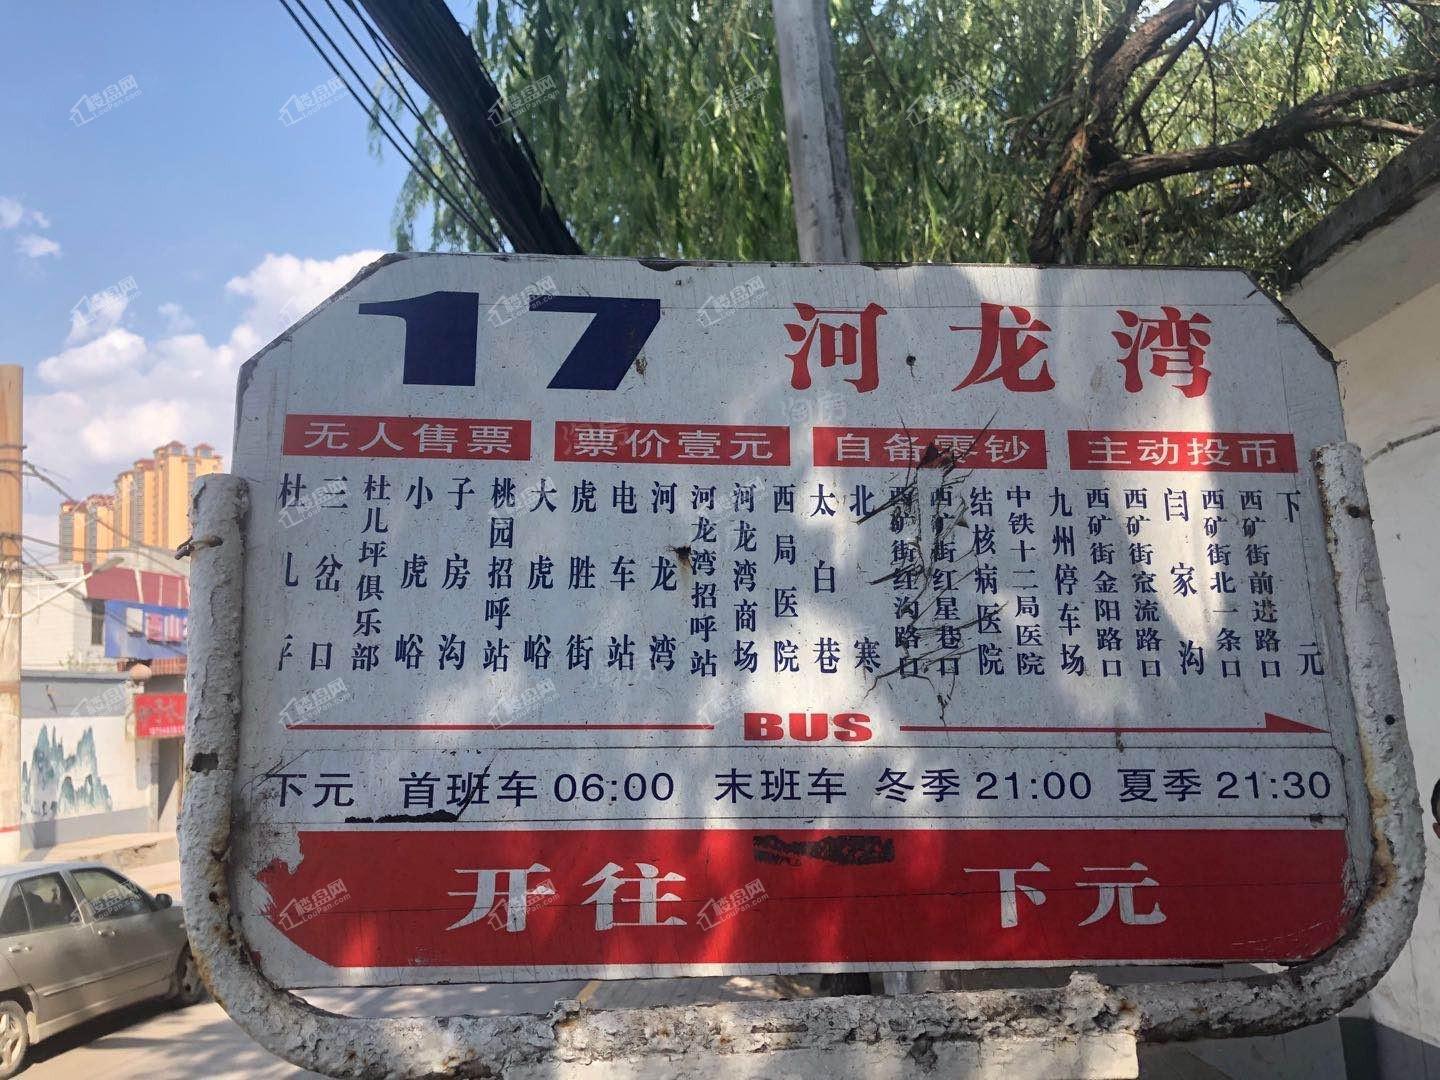 17 河龙湾
无人售票 票价壹元 自备零钞 主动投币
杜儿坪
三岔口
杜儿坪俱乐部
小虎峪
子房沟
桃园招呼站
大虎峪
虎胜街
电车站
河龙湾
河龙湾招呼站
河龙湾商场
西局医院
太白巷
北寒
西矿街红沟路口
西矿街红星巷口
结核病医院
中铁十二局医院
九州停车场
西矿街金阳路口
西矿街窊流路口
闫家沟
西矿街北一条口
西矿街前进路口
下元
BUS
下元 首班车 06:00 末班车 冬季 21:00 夏季 21:30
开往 下元